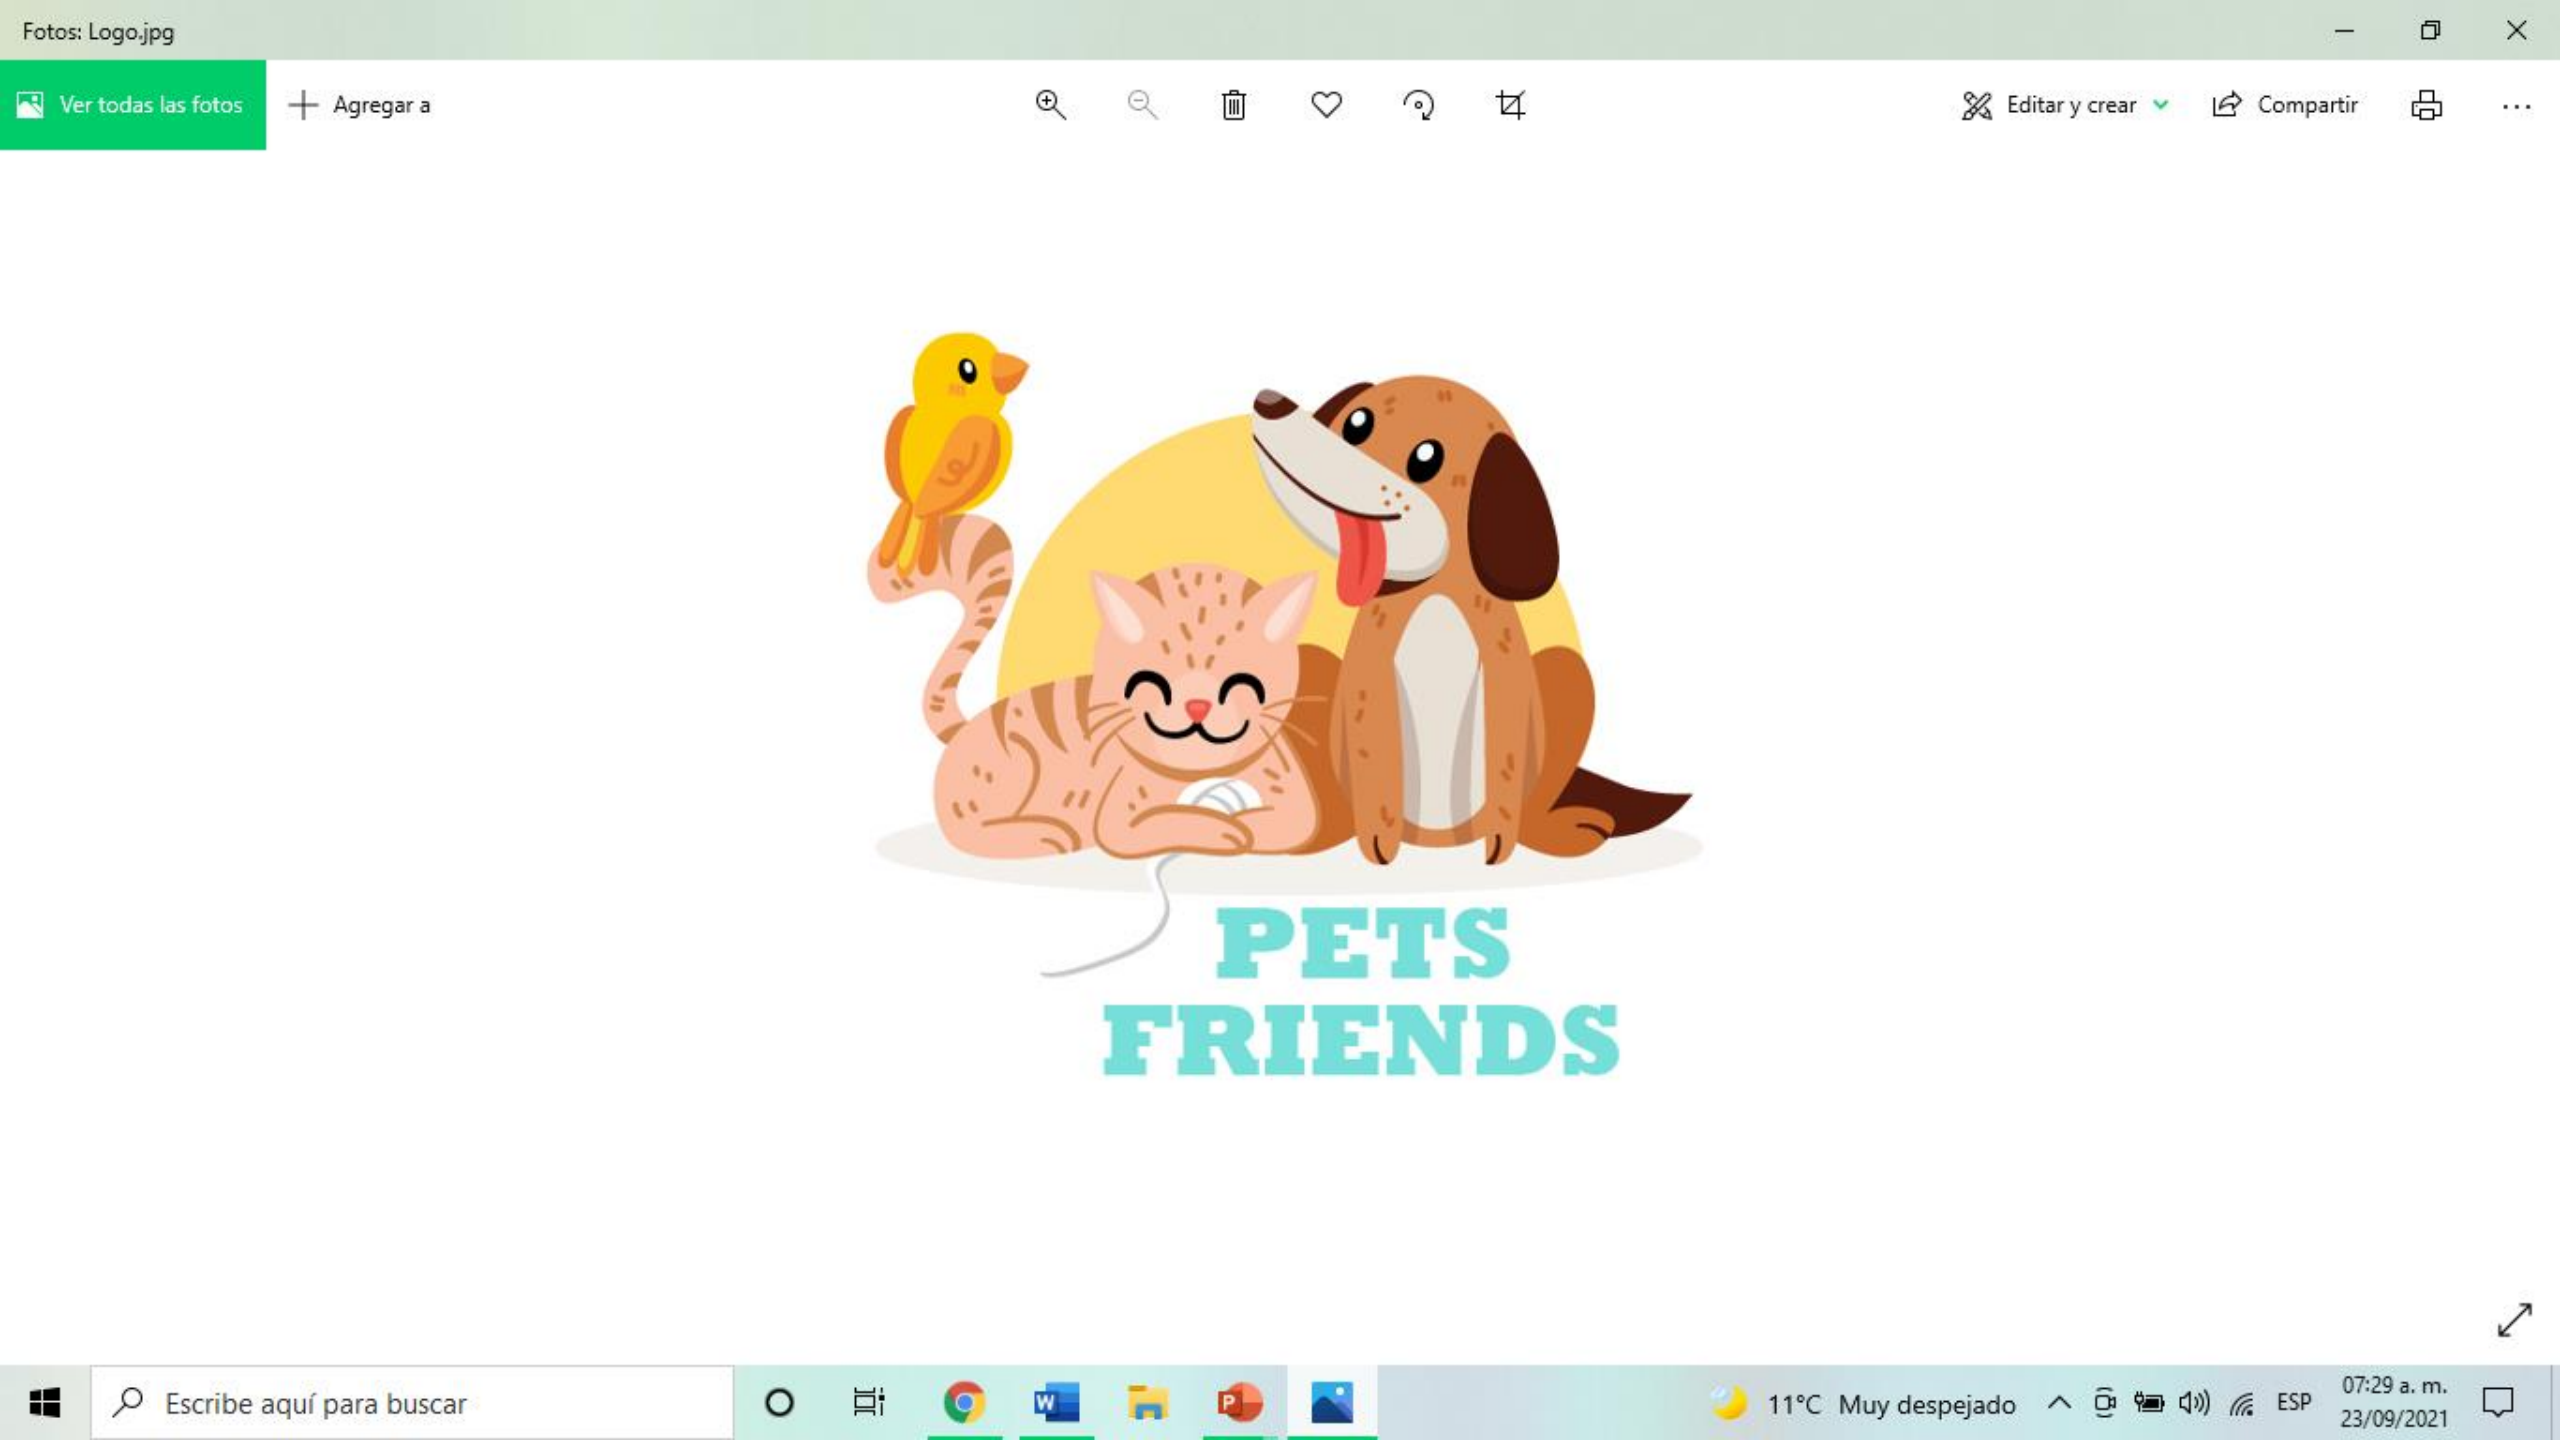 Fotos: Logo.jpg
Ver todas las fotos
Agregar a
Editar y crear
Compartir
PETS
FRIENDS
Escribe aquí para buscar
11°C Muy despejado
ESP
07:29 a. m.
23/09/2021